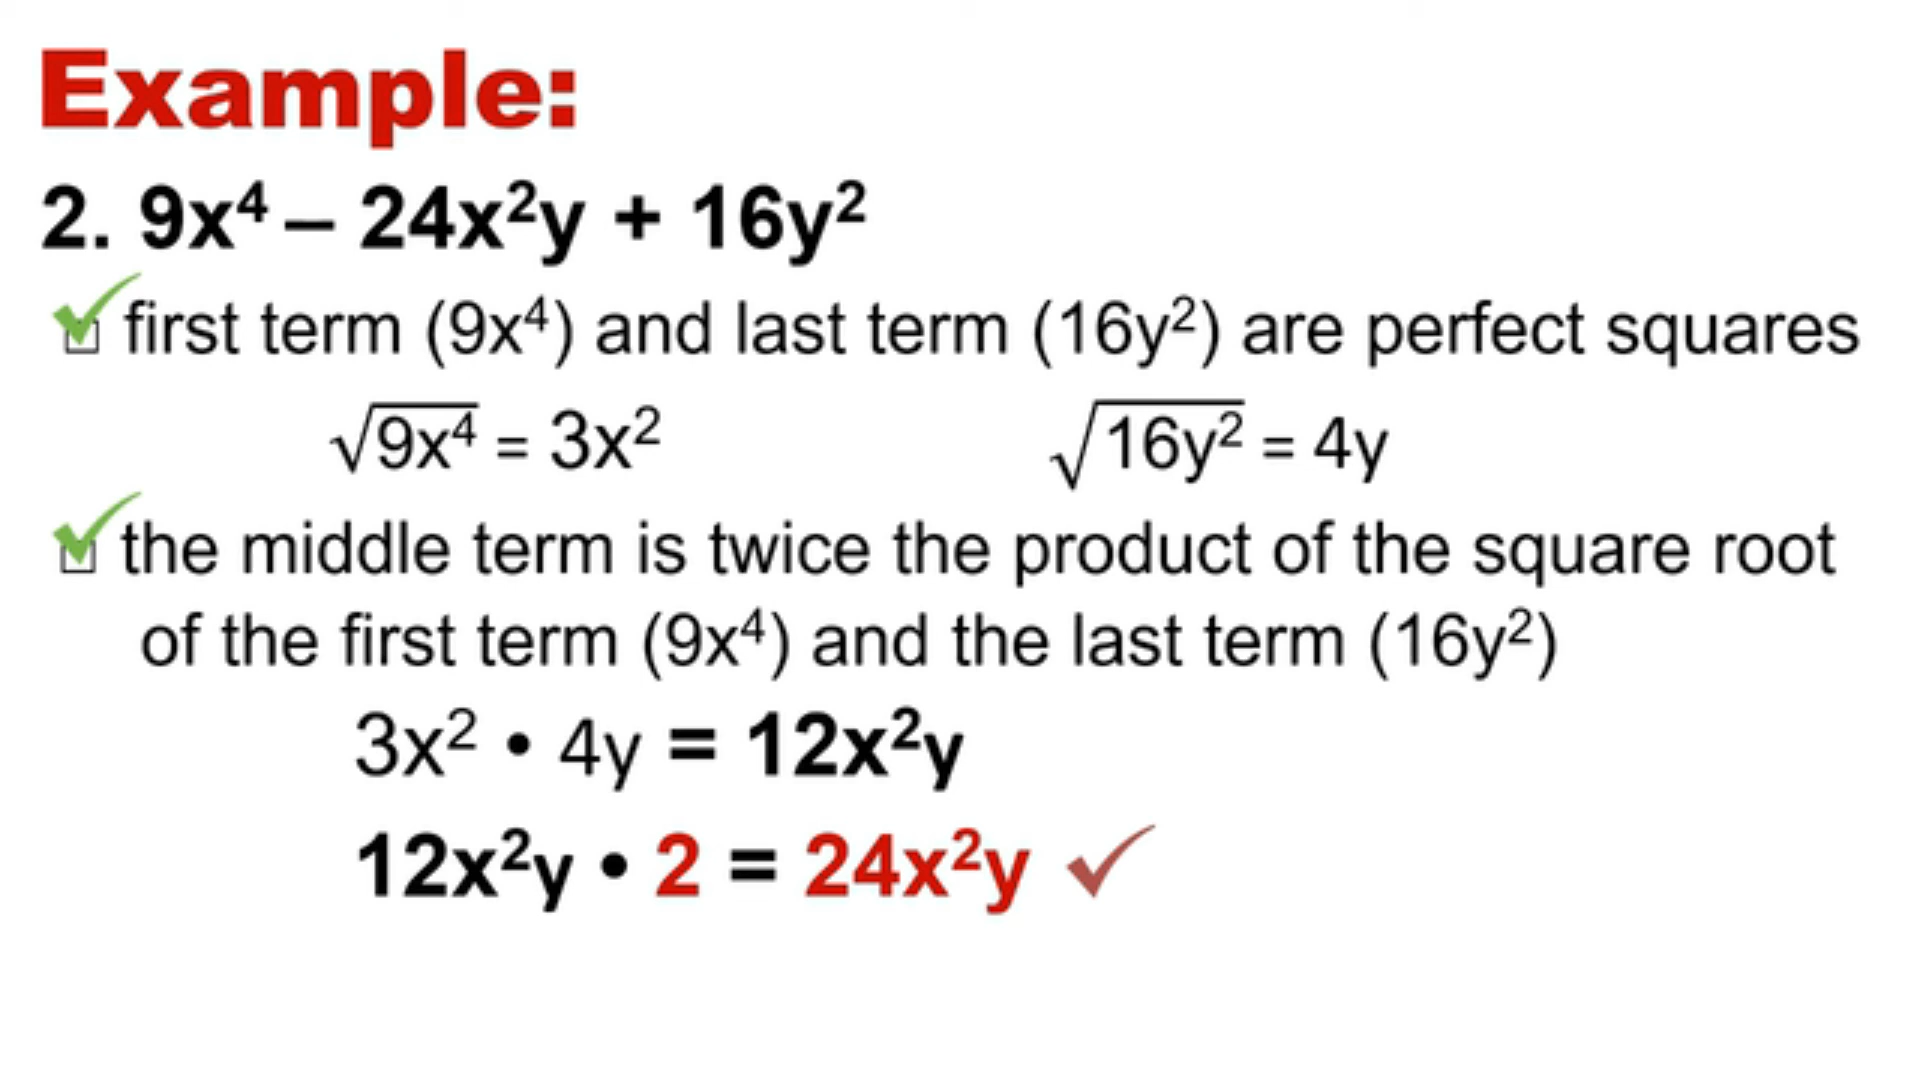 Example:
2. 9x⁴ – 24x²y + 16y²
first term (9x⁴) and last term (16y²) are perfect squares
√9x⁴ = 3x² √16y² = 4y
the middle term is twice the product of the square root
of the first term (9x⁴) and the last term (16y²)
3x² • 4y = 12x²y
12x²y • 2 = 24x²y